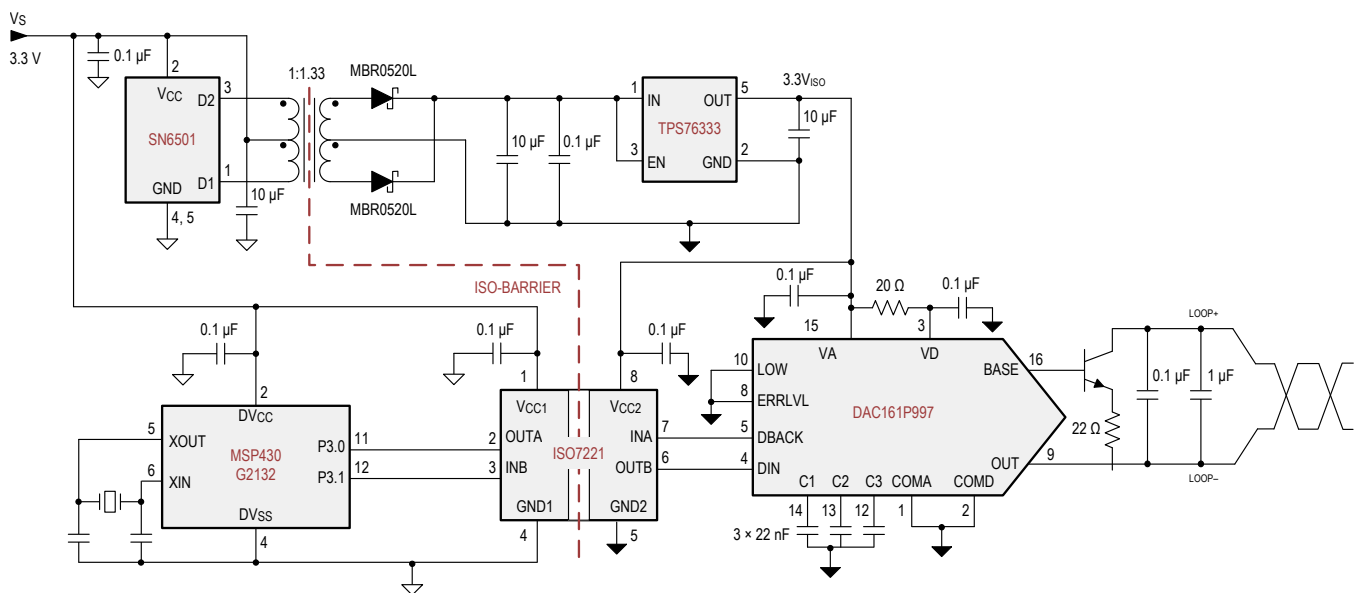 VS
3.3 V
0.1 µF
2
VCC
D2
3
SN6501
D1
1
GND
4, 5
10 µF
1:1.33
MBR0520L
MBR0520L
10 µF
0.1 µF
1
IN
OUT
5
TPS76333
3
EN
GND
2
3.3VISO
10 µF
ISO-BARRIER
0.1 µF
2
DVCC
5
XOUT
6
XIN
MSP430
G2132
P3.0
11
P3.1
12
DVSS
4
0.1 µF
1
VCC1
2
OUTA
3
INB
GND1
4
ISO7221
0.1 µF
8
VCC2
INA
7
OUTB
6
GND2
5
0.1 µF
20 Ω
0.1 µF
15
3
VA
VD
10
LOW
8
ERRLVL
5
DBACK
4
DIN
DAC161P997
BASE
16
OUT
9
C1
C2
C3
COMA
COMD
14
13
12
1
2
3 × 22 nF
22 Ω
0.1 µF
1 µF
LOOP+
LOOP–